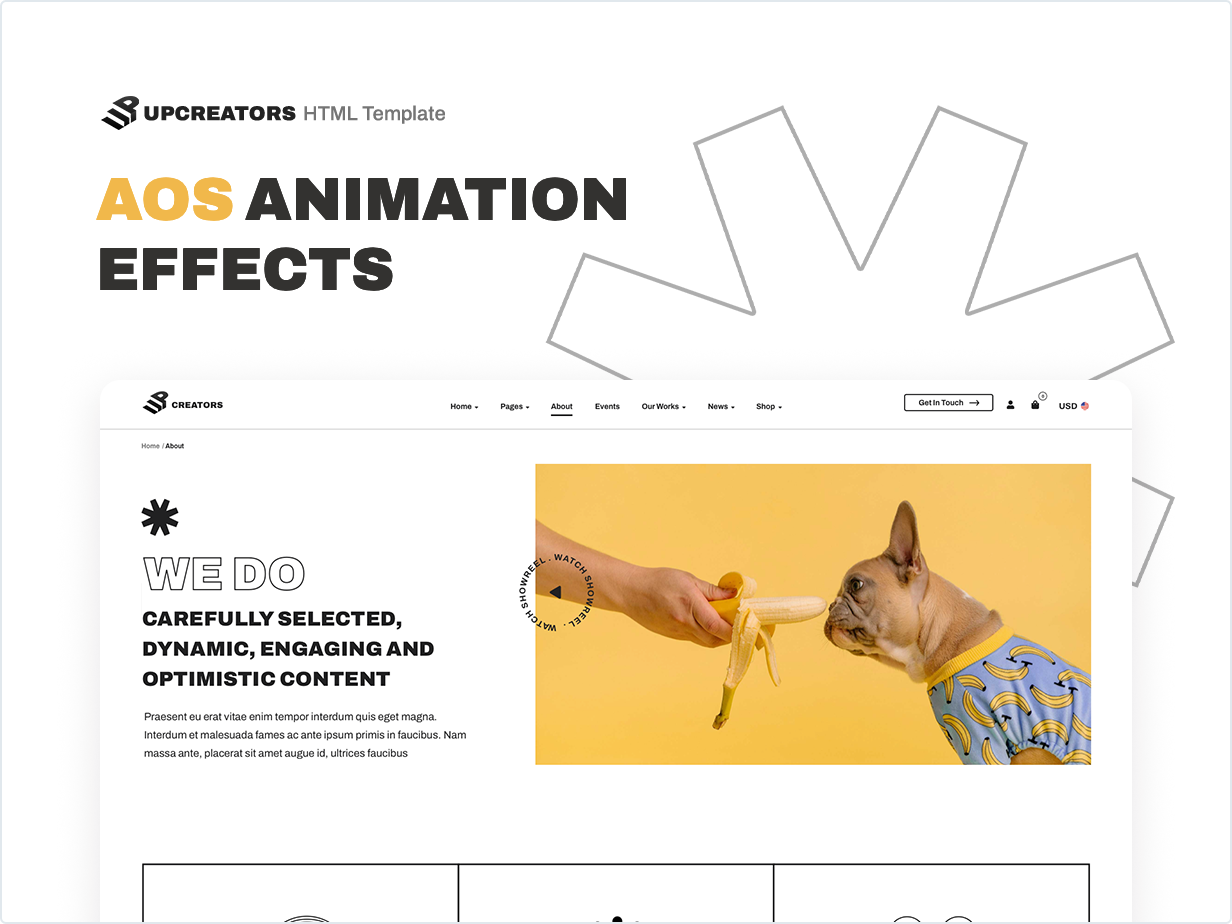 UPCREATORS HTML Template
AOS ANIMATION
EFFECTS
CREATORS
Home
Pages
About
Events
Our Works
News
Shop
Get In Touch
0
USD
Home / About
WE DO
CAREFULLY SELECTED,
DYNAMIC, ENGAGING AND
OPTIMISTIC CONTENT
WATCH SHOWREEL . WATCH SHOWREEL .
Praesent eu erat vitae enim tempor interdum quis eget magna.
Interdum et malesuada fames ac ante ipsum primis in faucibus. Nam
massa ante, placerat sit amet augue id, ultrices faucibus